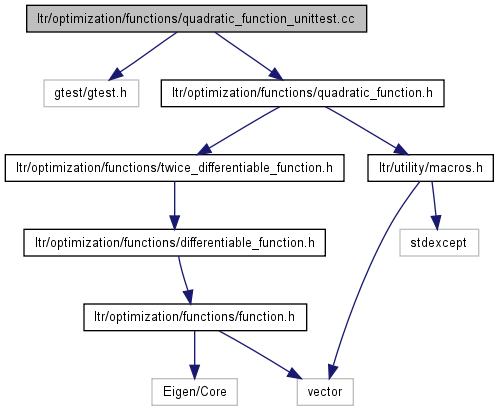 ltr/optimization/functions/quadratic_function_unittest.cc
gtest/gtest.h
ltr/optimization/functions/quadratic_function.h
ltr/optimization/functions/twice_differentiable_function.h
ltr/utility/macros.h
ltr/optimization/functions/differentiable_function.h
stdexcept
ltr/optimization/functions/function.h
Eigen/Core
vector